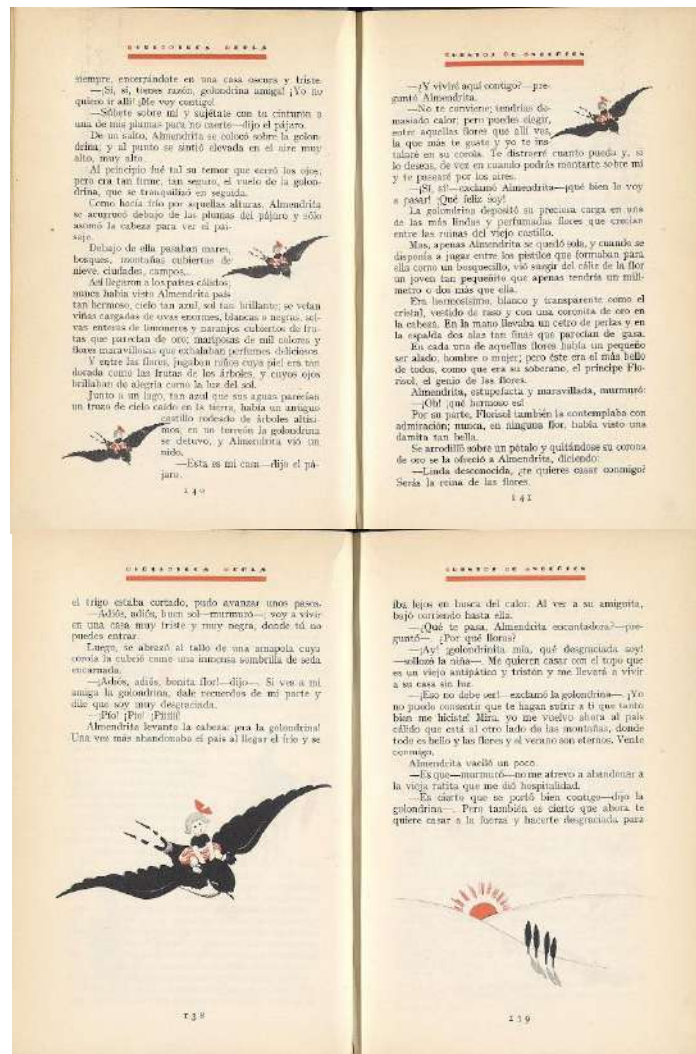 BIBLIOTECA PERLA
siempre, encerrándote en una casa oscura y triste.
—¡Sí, sí, tienes razón, golondrina amiga! ¡Yo no
quiero ir allí! ¡Me voy contigo!
—Súbete sobre mí y sujétate con tu cinturón a
una de mis plumas para no caerte—dijo el pájaro.
De un salto, Almendrita se colocó sobre la golon-
drina; y al punto se sintió elevada en el aire muy
alto, muy alto.
Al principio fué tal su temor que cerró los ojos;
pero era tan firme, tan seguro, el vuelo de la golon-
drina, que se tranquilizó en seguida.
Como hacía frío por aquellas alturas, Almendrita
se acurrucó debajo de las plumas del pájaro y sólo
asomó la cabeza para ver el pai-
saje.
Debajo de ella pasaban mares,
bosques, montañas cubiertas de
nieve, ciudades, campos...
Así llegaron a los países cálidos;
nunca había visto Almendrita país
tan hermoso, cielo tan azul, sol tan brillante; se veían
viñas cargadas de uvas enormes, blancas o negras, sel-
vas enteras de limoneros y naranjos cubiertos de fru-
tas que parecían de oro; mariposas de mil colores y
flores maravillosas que exhalaban perfumes deliciosos.
Y entre las flores, jugaban niños cuya piel era tan
dorada como las frutas de los árboles, y cuyos ojos
brillaban de alegría como la luz del sol.
Junto a un lago, tan azul que sus aguas parecían
un trozo de cielo caído en la tierra, había un antiguo
castillo rodeado de árboles altísi-
mos; en un torreón la golondrina
se detuvo, y Almendrita vió un
nido.
—Esta es mi casa—dijo el pá-
jaro.
140
CUENTOS DE ANDERSEN
—¿Y viviré aquí contigo?—pre-
guntó Almendrita.
—No te conviene; tendrías de-
masiado calor; pero puedes elegir,
entre aquellas flores que allí ves,
la que más te guste y yo te ins-
talaré en su corola. Te distraeré cuanto pueda y, si
lo deseas, de vez en cuando podrás montarte sobre mí
y te pasearé por los aires.
—¡Sí, sí!—exclamó Almendrita—¡qué bien lo voy
a pasar! ¡Qué feliz soy!
La golondrina depositó su preciosa carga en una
de las más lindas y perfumadas flores que crecían
entre las ruinas del viejo castillo.
Mas, apenas Almendrita se quedó sola, y cuando se
disponía a jugar entre los pistilos que formaban para
ella como un bosquecillo, vió surgir del cáliz de la flor
un joven tan pequeñito que apenas tendría un milí-
metro o dos más que ella.
Era hermosísimo, blanco y transparente como el
cristal, vestido de raso y con una coronita de oro en
la cabeza. En la mano llevaba un cetro de perlas y en
la espalda dos alas tan finas que parecían de gasa.
En cada una de aquellas flores había un pequeño
ser alado, hombre o mujer; pero éste era el más bello
de todos, como que era su soberano, el príncipe Flo-
risol, el genio de las flores.
Almendrita, estupefacta y maravillada, murmuró:
—¡Oh! ¡qué hermoso es!
Por su parte, Florisol también la contemplaba con
admiración; nunca, en ninguna flor, había visto una
damita tan bella.
Se arrodilló sobre un pétalo y quitándose su corona
de oro se la ofreció a Almendrita, diciendo:
—Linda desconocida, ¿te quieres casar conmigo?
Serás la reina de las flores.
141
BIBLIOTECA PERLA
el trigo estaba cortado, pudo avanzar unos pasos.
—Adiós, adiós, buen sol—murmuró—; voy a vivir
en una casa muy triste y muy negra, donde tú no
puedes entrar.
Luego, se abrazó al tallo de una amapola cuya
corola la cubrió como una inmensa sombrilla de seda
encarnada.
—¡Adiós, adiós, bonita flor!—dijo—. Si ves a mi
amiga la golondrina, dale recuerdos de mi parte y
dile que soy muy desgraciada.
—¡Pío! ¡Pío! ¡Piiiii!
Almendrita levantó la cabeza: ¡era la golondrina!
Una vez más abandonaba el país al llegar el frío y se
138
CUENTOS DE ANDERSEN
iba lejos en busca del calor. Al ver a su amiguita,
bajó corriendo hasta ella.
—¿Qué te pasa, Almendrita encantadora?—pre-
guntó—. ¿Por qué lloras?
—¡Ay! ¡golondrinita mía, qué desgraciada soy!
—sollozó la niña—. Me quieren casar con el topo que
es un viejo antipático y tristón y me llevará a vivir
a su casa sin luz.
—¡Eso no debe ser!—exclamó la golondrina—. ¡Yo
no puedo consentir que te hagan sufrir a ti que tanto
bien me hiciste! Mira, yo me vuelvo ahora al país
cálido que está al otro lado de las montañas, donde
todo es bello y las flores y el verano son eternos. Vente
conmigo.
Almendrita vaciló un poco.
—Es que—murmuró—no me atrevo a abandonar a
la vieja ratita que me dió hospitalidad.
—Es cierto que se portó bien contigo—dijo la
golondrina—. Pero también es cierto que ahora te
quiere casar a la fuerza y hacerte desgraciada para
139